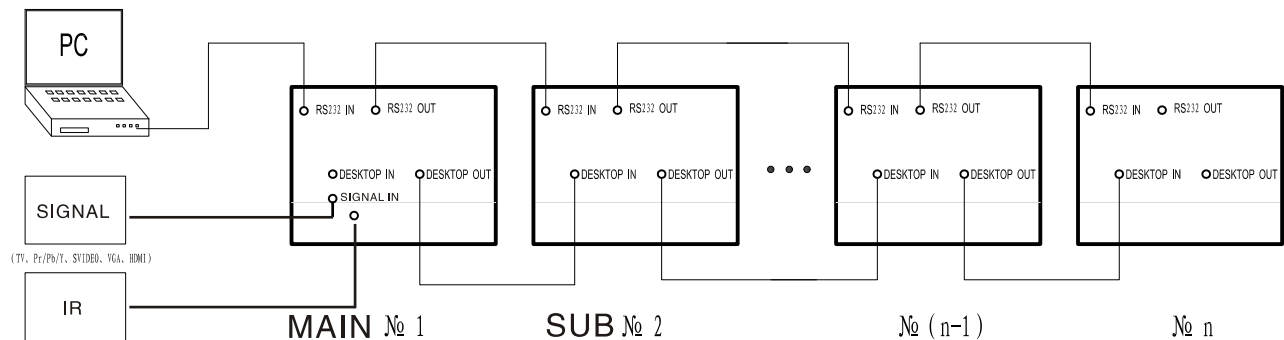 PC
RS232 IN
RS232 OUT
RS232 IN
RS232 OUT
RS232 IN
RS232 OUT
RS232 IN
RS232 OUT
DESKTOP IN
DESKTOP OUT
DESKTOP IN
DESKTOP OUT
DESKTOP IN
DESKTOP OUT
DESKTOP IN
DESKTOP OUT
SIGNAL IN
SIGNAL
(TV、Pr/Pb/Y、SVIDEO、VGA、HDMI)
IR
MAIN № 1
SUB № 2
№ (n-1)
№ n